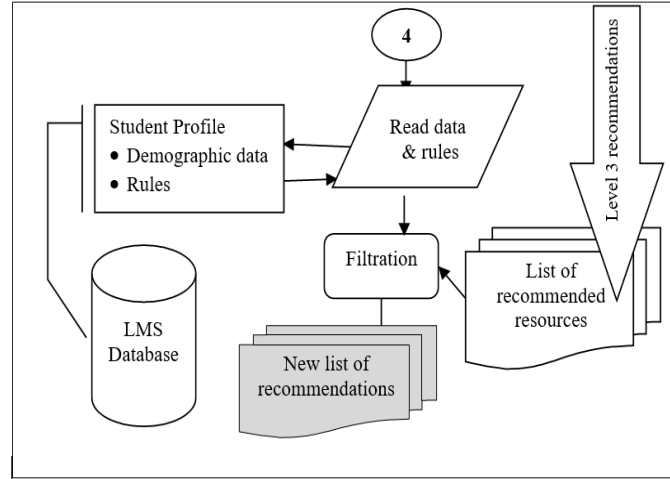 4
Level 3 recommendations
Student Profile
● Demographic data
● Rules
Read data
& rules
Filtration
List of
recommended
resources
LMS
Database
New list of
recommendations